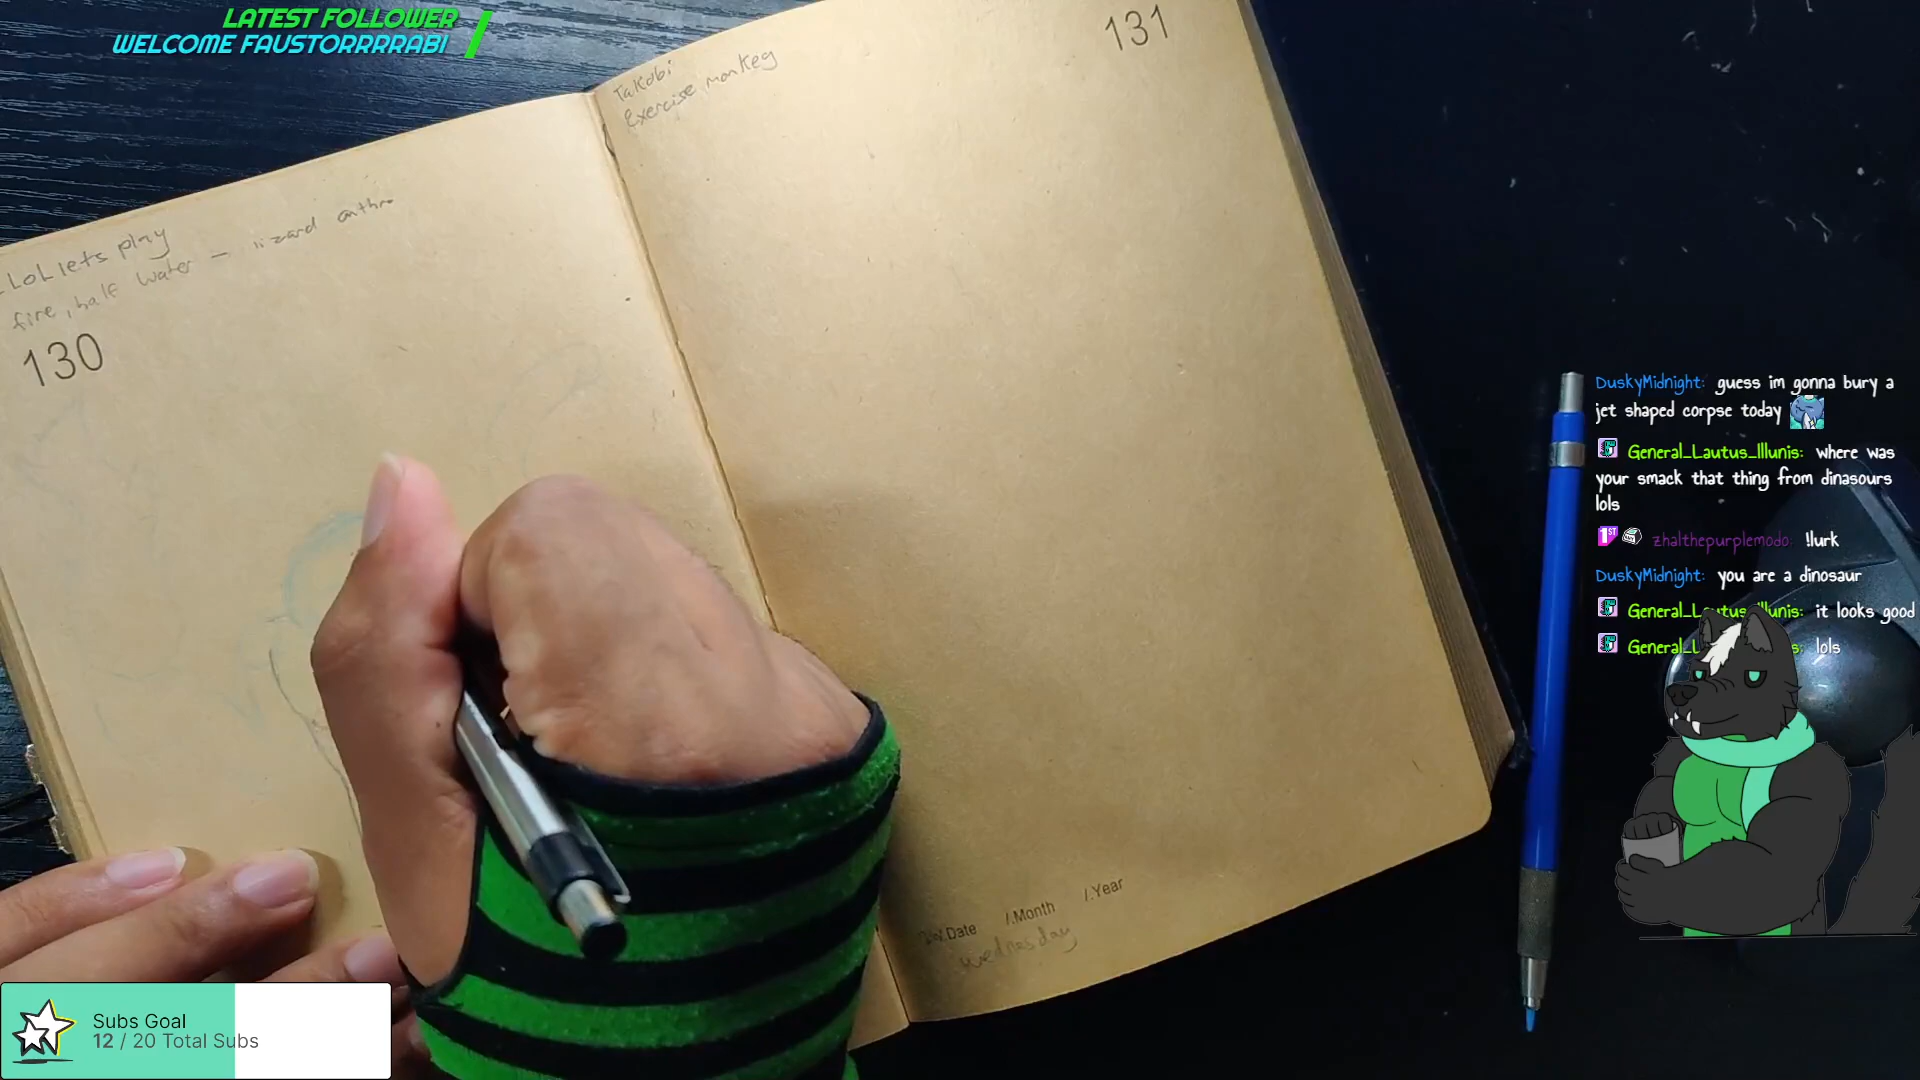 LATEST FOLLOWER
WELCOME FAUSTORRRRABI
LOL lets play
fire, half water - lizard anthro
130
Takobi
Exercise monkey
131
Date /.Month /.Year
wednesday
DuskyMidnight: guess im gonna bury a
jet shaped corpse today
General_Lautus_Illunis: where was
your smack that thing from dinasours
lols
zhalthepurplemodo: !lurk
DuskyMidnight: you are a dinosaur
General_Lautus_Illunis: it looks good
lols
Subs Goal
12 / 20 Total Subs